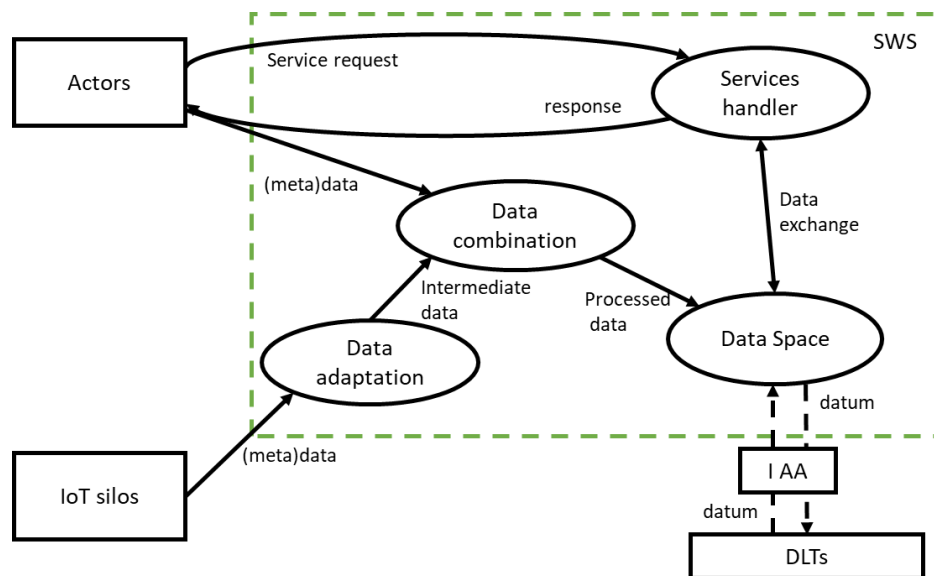 SWS
Actors
Service request
Services
handler
response
(meta)data
Data
combination
Data
exchange
Intermediate
data
Processed
data
Data Space
Data
adaptation
datum
(meta)data
IoT silos
I AA
datum
DLTs